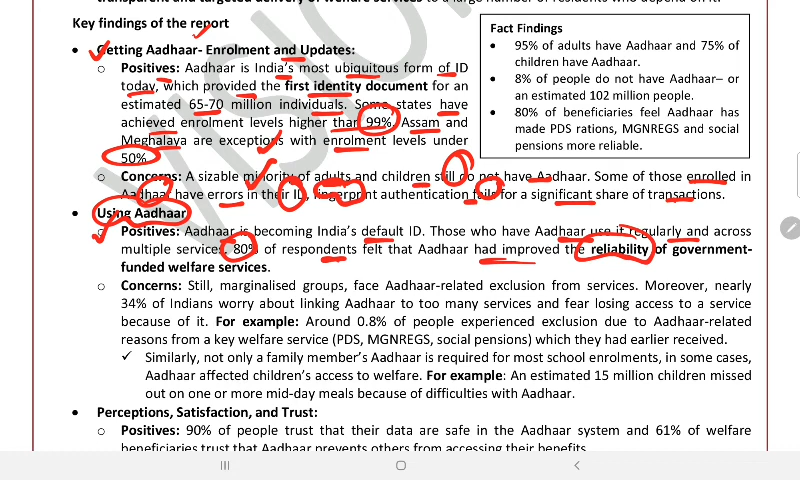 transparent and targeted delivery of welfare services to a large number of residents who depend on it.
Key findings of the report
• Getting Aadhaar- Enrolment and Updates:
o Positives: Aadhaar is India's most ubiquitous form of ID
today, which provided the first identity document for an
estimated 65-70 million individuals. Some states have
achieved enrolment levels higher than 99%. Assam and
Meghalaya are exceptions with enrolment levels under
50%
Fact Findings
• 95% of adults have Aadhaar and 75% of
children have Aadhaar.
• 8% of people do not have Aadhaar– or
an estimated 102 million people.
• 80% of beneficiaries feel Aadhaar has
made PDS rations, MGNREGS and social
pensions more reliable.
o Concerns: A sizable minority of adults and children still do not have Aadhaar. Some of those enrolled in
Aadhaar have errors in their ID, fingerprint authentication fails for a significant share of transactions.
• Using Aadhaar
o Positives: Aadhaar is becoming India's default ID. Those who have Aadhaar use it regularly and across
multiple services. 80% of respondents felt that Aadhaar had improved the reliability of government-
funded welfare services.
o Concerns: Still, marginalised groups, face Aadhaar-related exclusion from services. Moreover, nearly
34% of Indians worry about linking Aadhaar to too many services and fear losing access to a service
because of it. For example: Around 0.8% of people experienced exclusion due to Aadhaar-related
reasons from a key welfare service (PDS, MGNREGS, social pensions) which they had earlier received.
✓ Similarly, not only a family member's Aadhaar is required for most school enrolments, in some cases,
Aadhaar affected children's access to welfare. For example: An estimated 15 million children missed
out on one or more mid-day meals because of difficulties with Aadhaar.
• Perceptions, Satisfaction, and Trust:
o Positives: 90% of people trust that their data are safe in the Aadhaar system and 61% of welfare
beneficiaries trust that Aadhaar prevents others from accessing their benefits.